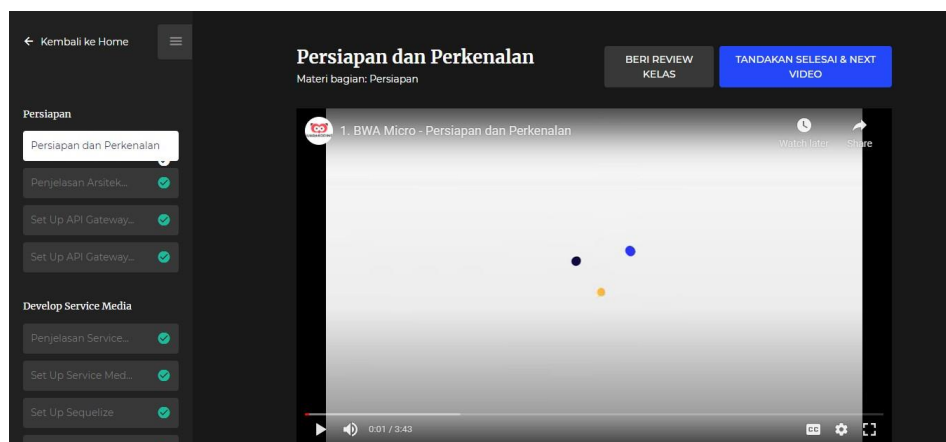 Kembali ke Home
Persiapan
Persiapan dan Perkenalan
Penjelasan Arsitek...
Set Up API Gateway...
Set Up API Gateway...
Develop Service Media
Penjelasan Service...
Set Up Service Med...
Set Up Sequelize
Persiapan dan Perkenalan
Materi bagian: Persiapan
BERI REVIEW
KELAS
TANDAKAN SELESAI & NEXT
VIDEO
1. BWA Micro - Persiapan dan Perkenalan
Watch later
Share
0:01 / 3:43